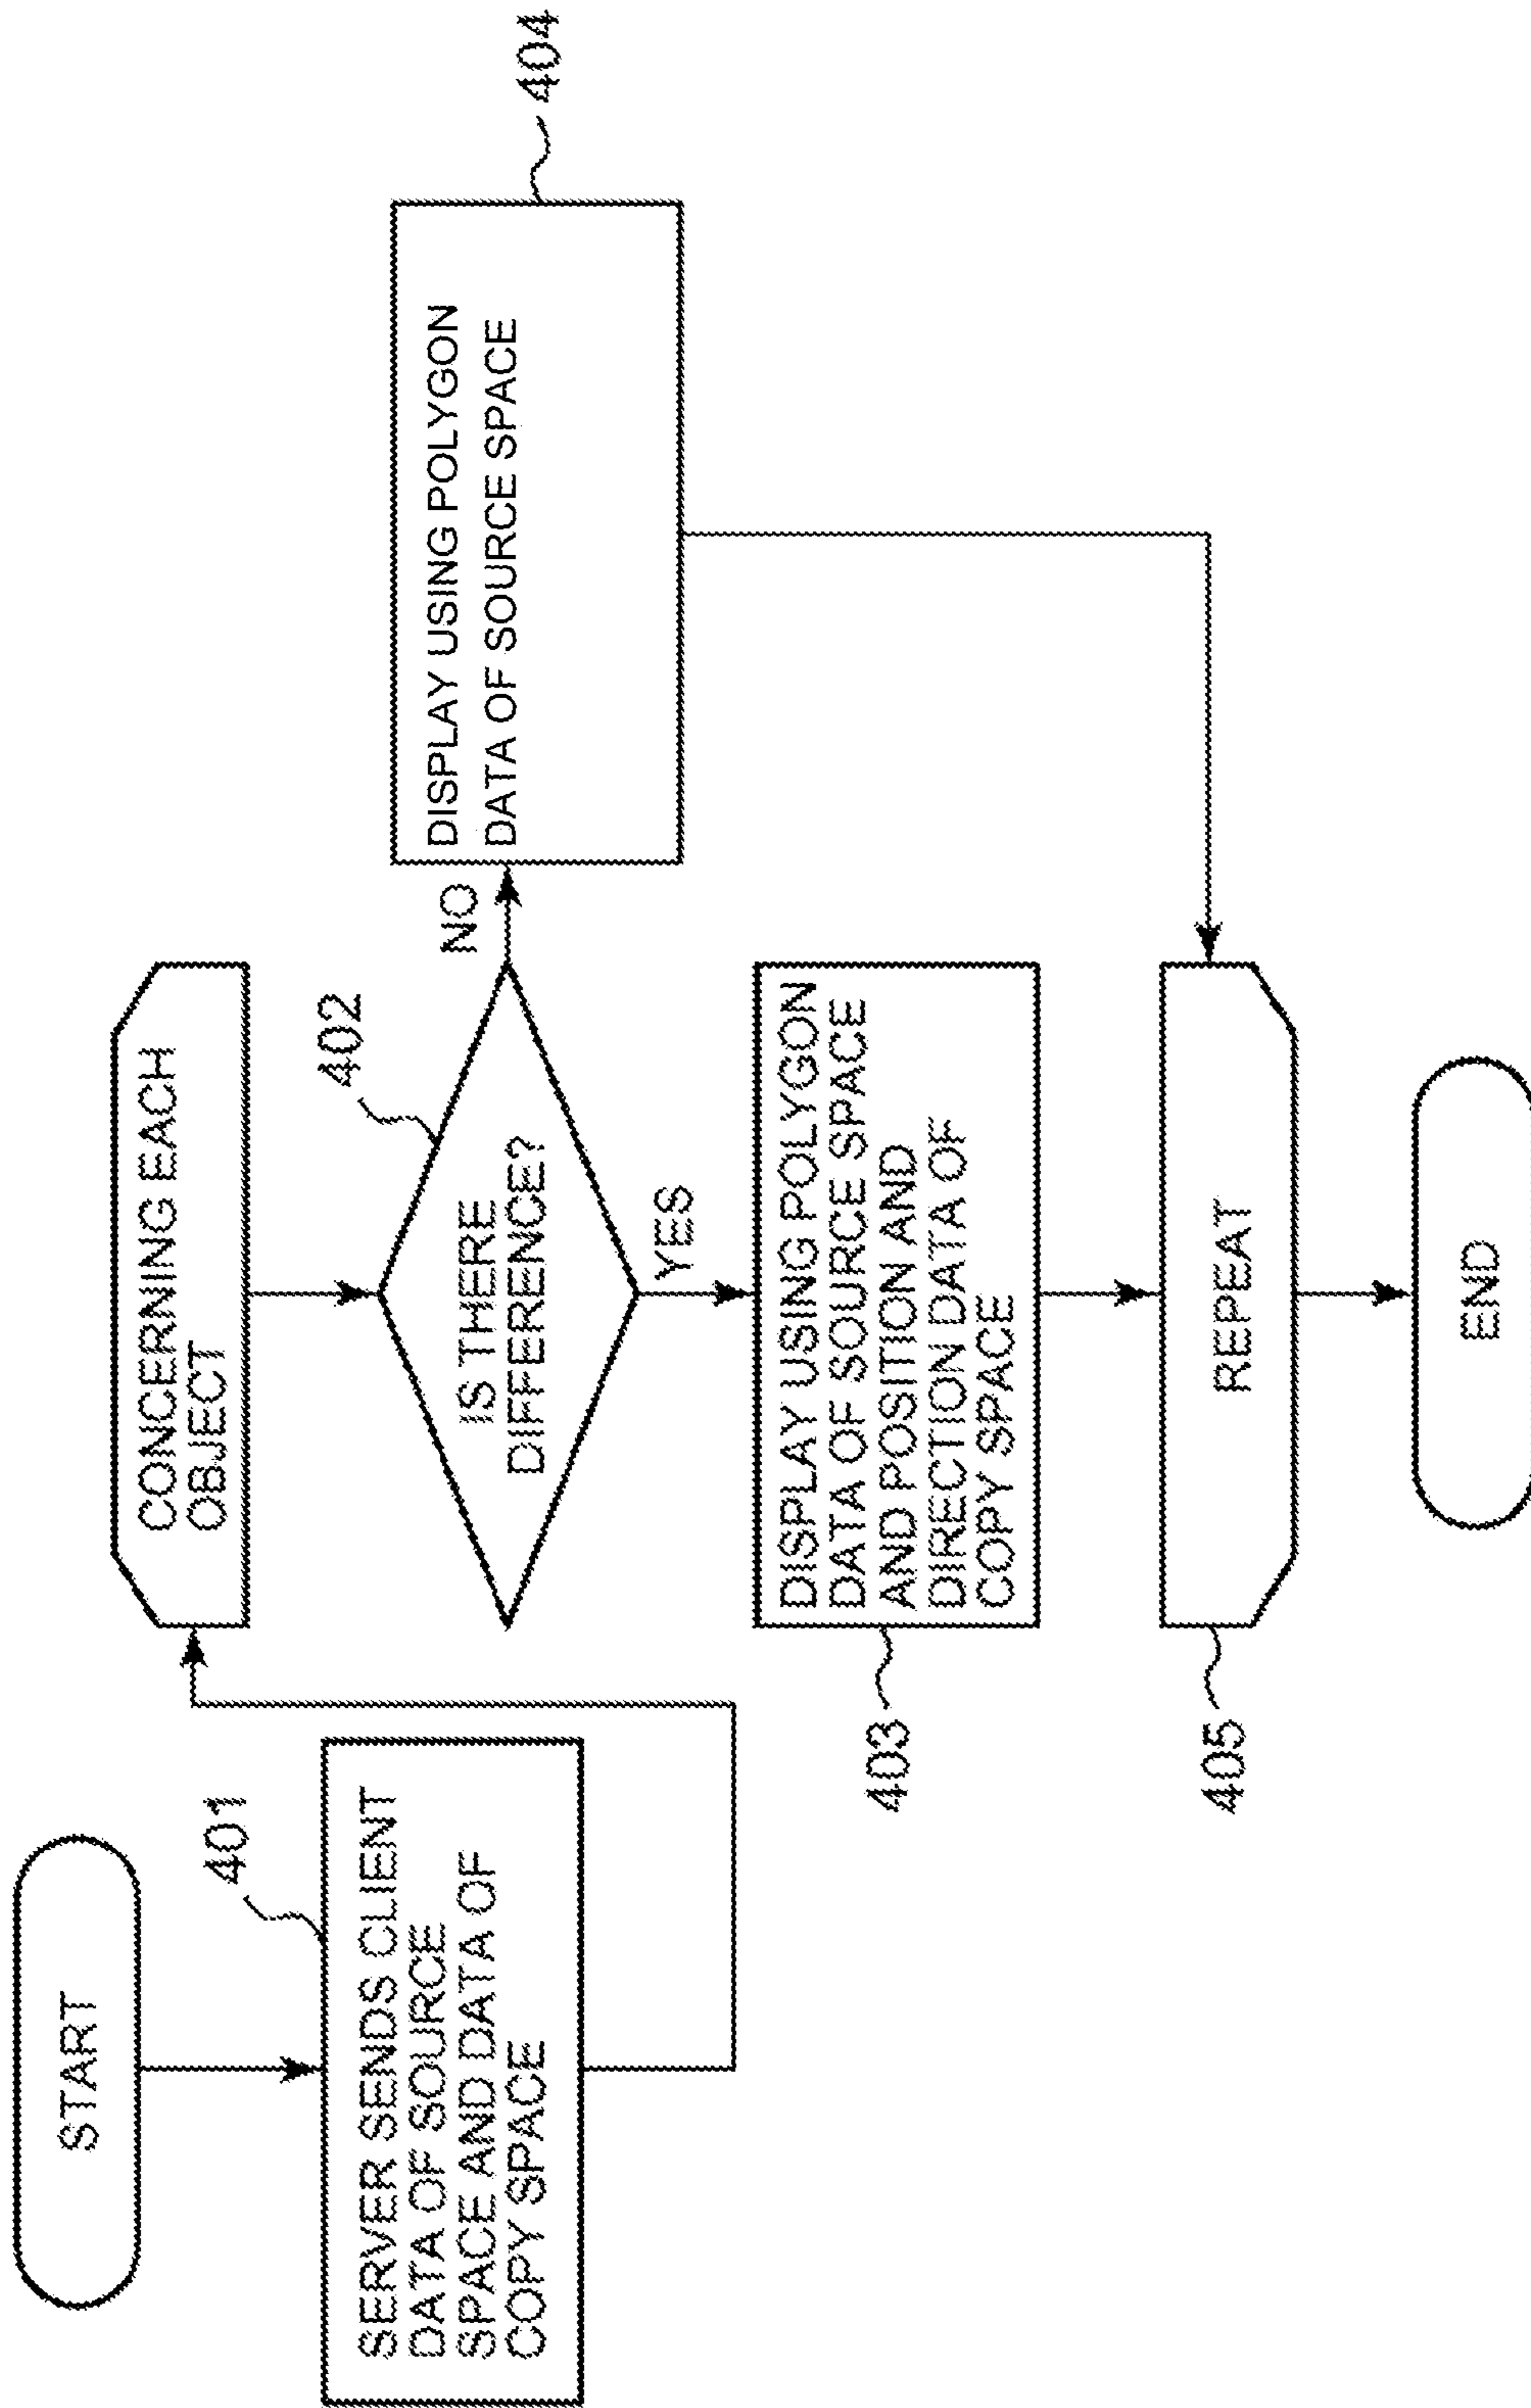 START
401
SERVER SENDS CLIENT
DATA OF SOURCE
SPACE AND DATA OF
COPY SPACE
CONCERNING EACH
OBJECT
402
IS THERE
DIFFERENCE?
NO
YES
404
DISPLAY USING POLYGON
DATA OF SOURCE SPACE
403
DISPLAY USING POLYGON
DATA OF SOURCE SPACE
AND POSITION AND
DIRECTION DATA OF
COPY SPACE
405
REPEAT
END